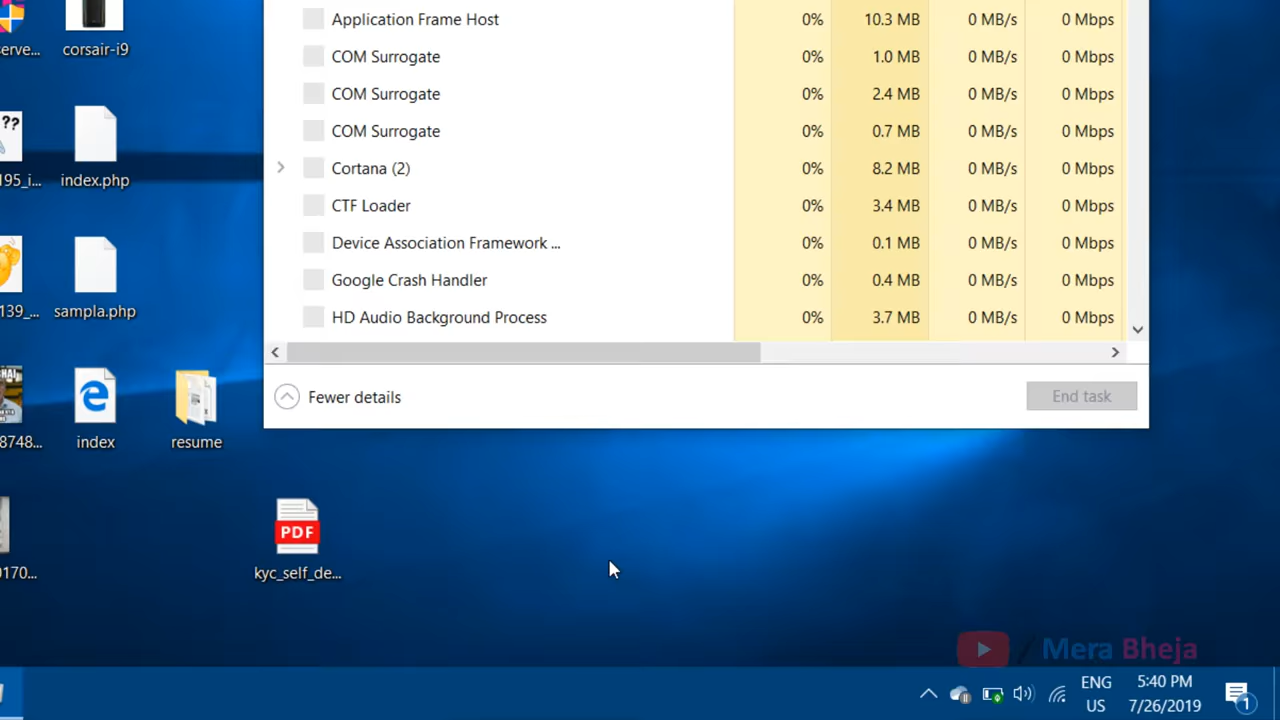 Application Frame Host 0% 10.3 MB 0 MB/s 0 Mbps
COM Surrogate 0% 1.0 MB 0 MB/s 0 Mbps
COM Surrogate 0% 2.4 MB 0 MB/s 0 Mbps
COM Surrogate 0% 0.7 MB 0 MB/s 0 Mbps
Cortana (2) 0% 8.2 MB 0 MB/s 0 Mbps
CTF Loader 0% 3.4 MB 0 MB/s 0 Mbps
Device Association Framework ... 0% 0.1 MB 0 MB/s 0 Mbps
Google Crash Handler 0% 0.4 MB 0 MB/s 0 Mbps
HD Audio Background Process 0% 3.7 MB 0 MB/s 0 Mbps
Fewer details
End task
erve...
corsair-i9
??
195_i...
index.php
139_...
sampla.php
8748...
index
resume
0170...
PDF
kyc_self_de...
/ Mera Bheja
ENG
US
5:40 PM
7/26/2019
1